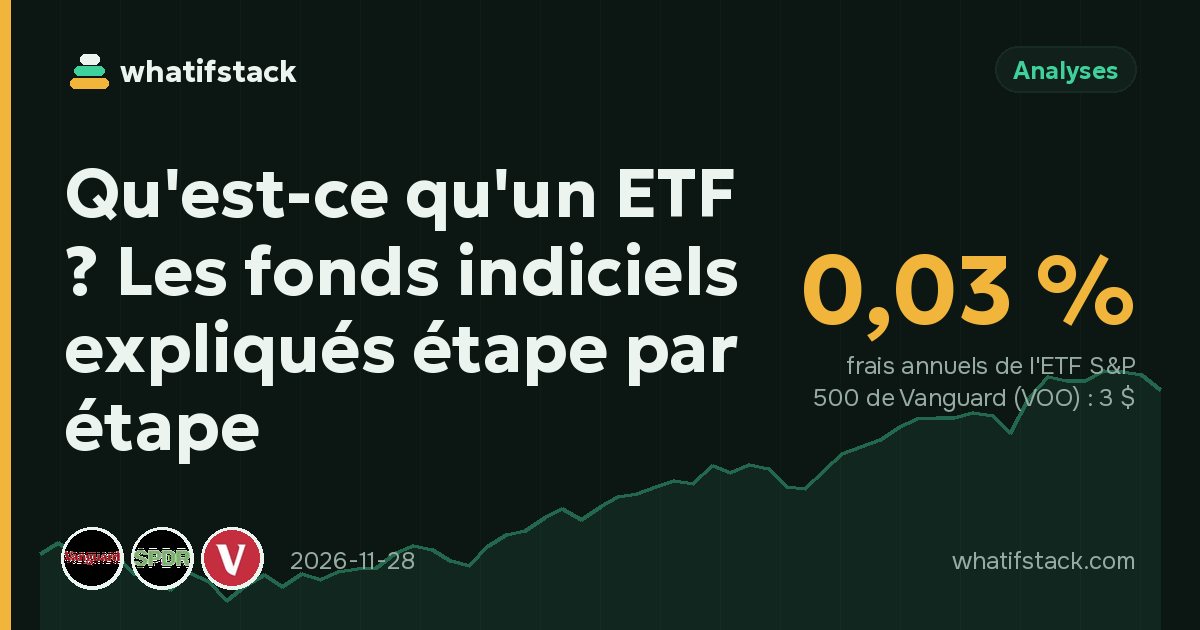 whatifstack
Analyses
Qu'est-ce qu'un ETF
? Les fonds indiciels
expliqués étape par
étape
0,03 %
frais annuels de l'ETF S&P
500 de Vanguard (VOO) : 3 $
Vanguard
SPDR
V
2026-11-28
whatifstack.com